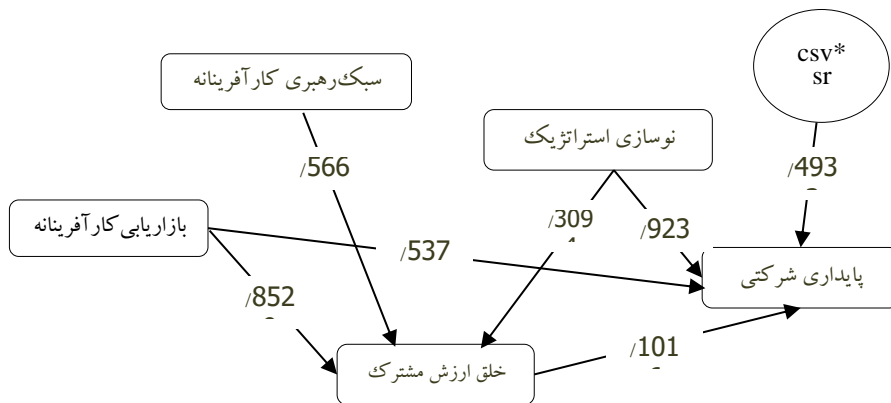 csv*
sr
سبک‌رهبری کارآفرینانه
نوسازی استراتژیک
/566
/493
بازاریابی کارآفرینانه
/309
/923
/537
پایداری شرکتی
/852
/101
خلق ارزش مشترک